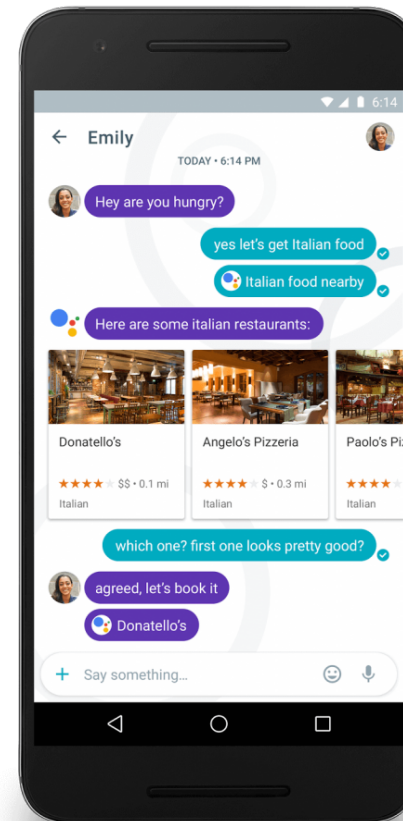 6:14
Emily
TODAY • 6:14 PM
Hey are you hungry?
yes let's get Italian food
Italian food nearby
Here are some italian restaurants:
Donatello's
$$ • 0.1 mi
Italian
Angelo's Pizzeria
$ • 0.3 mi
Italian
Paolo's
Italian
which one? first one looks pretty good?
agreed, let's book it
Donatello's
Say something...